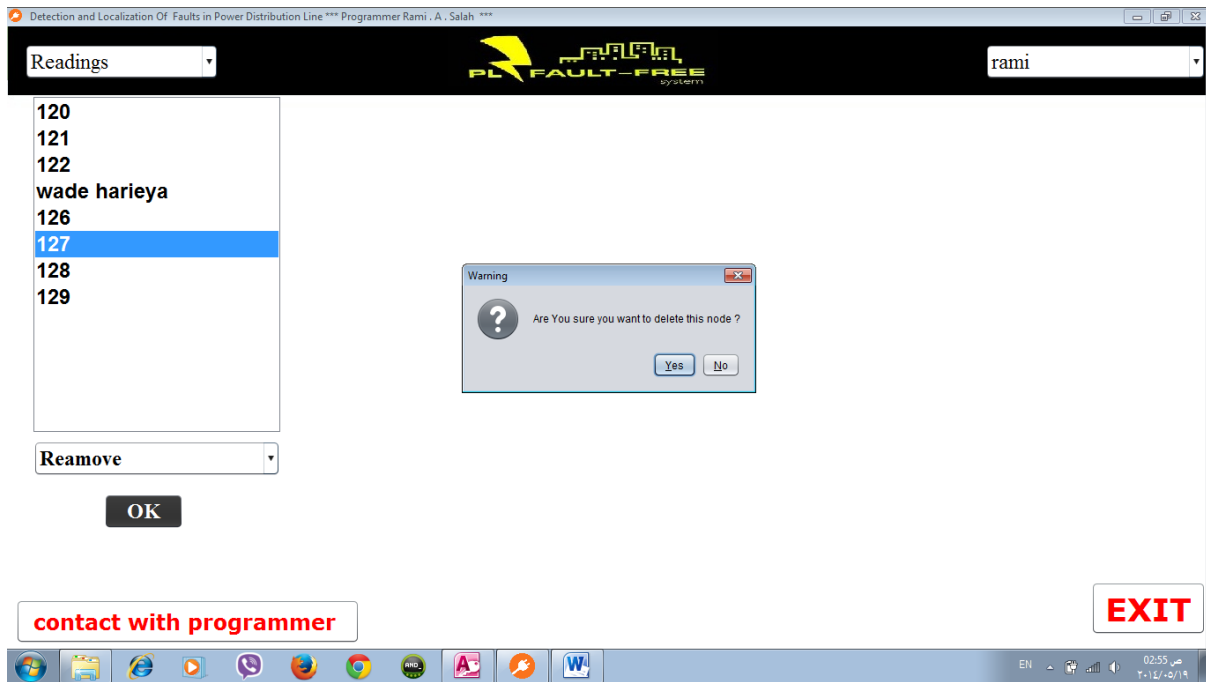 Detection and Localization Of Faults in Power Distribution Line *** Programmer Rami . A . Salah ***
Readings
PL FAULT-FREE
system
rami
120
121
122
wade harieya
126
127
128
129
Warning
Are You sure you want to delete this node ?
Yes
No
Reamove
OK
contact with programmer
EXIT
EN
02:55 ص
٢٠١٤/٠٥/١٩